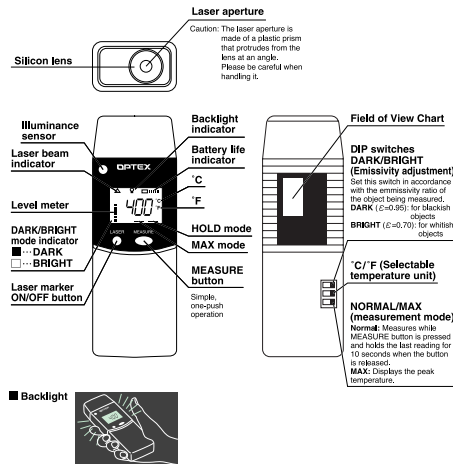 Laser aperture
Caution: The laser aperture is
made of a plastic prism
that protrudes from the
lens at an angle.
Please be careful when
handling it.
Silicon lens
Illuminance
sensor
Laser beam
indicator
Level meter
DARK/BRIGHT
mode indicator
■···DARK
□···BRIGHT
Laser marker
ON/OFF button
OPTEX
400
°C
°F
LASER
MEASURE
Backlight
indicator
Battery life
indicator
°C
°F
HOLD mode
MAX mode
MEASURE
button
Simple,
one-push
operation
Field of View Chart
DIP switches
DARK/BRIGHT
(Emissivity adjustment)
Set this switch in accordance
with the emmissivity ratio of
the object being measured.
DARK (ℰ=0.95): for blackish
objects
BRIGHT (ℰ=0.70): for whitish
objects
°C/°F (Selectable
temperature unit)
NORMAL/MAX
(measurement mode)
Normal: Measures while
MEASURE button is pressed
and holds the last reading for
10 seconds when the button
is released.
MAX: Displays the peak
temperature.
■ Backlight